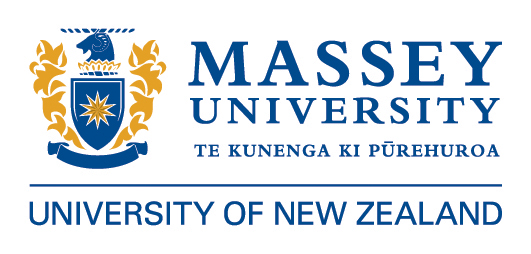 MASSEY
UNIVERSITY
TE KUNENGA KI PŪREHUROA
UNIVERSITY OF NEW ZEALAND